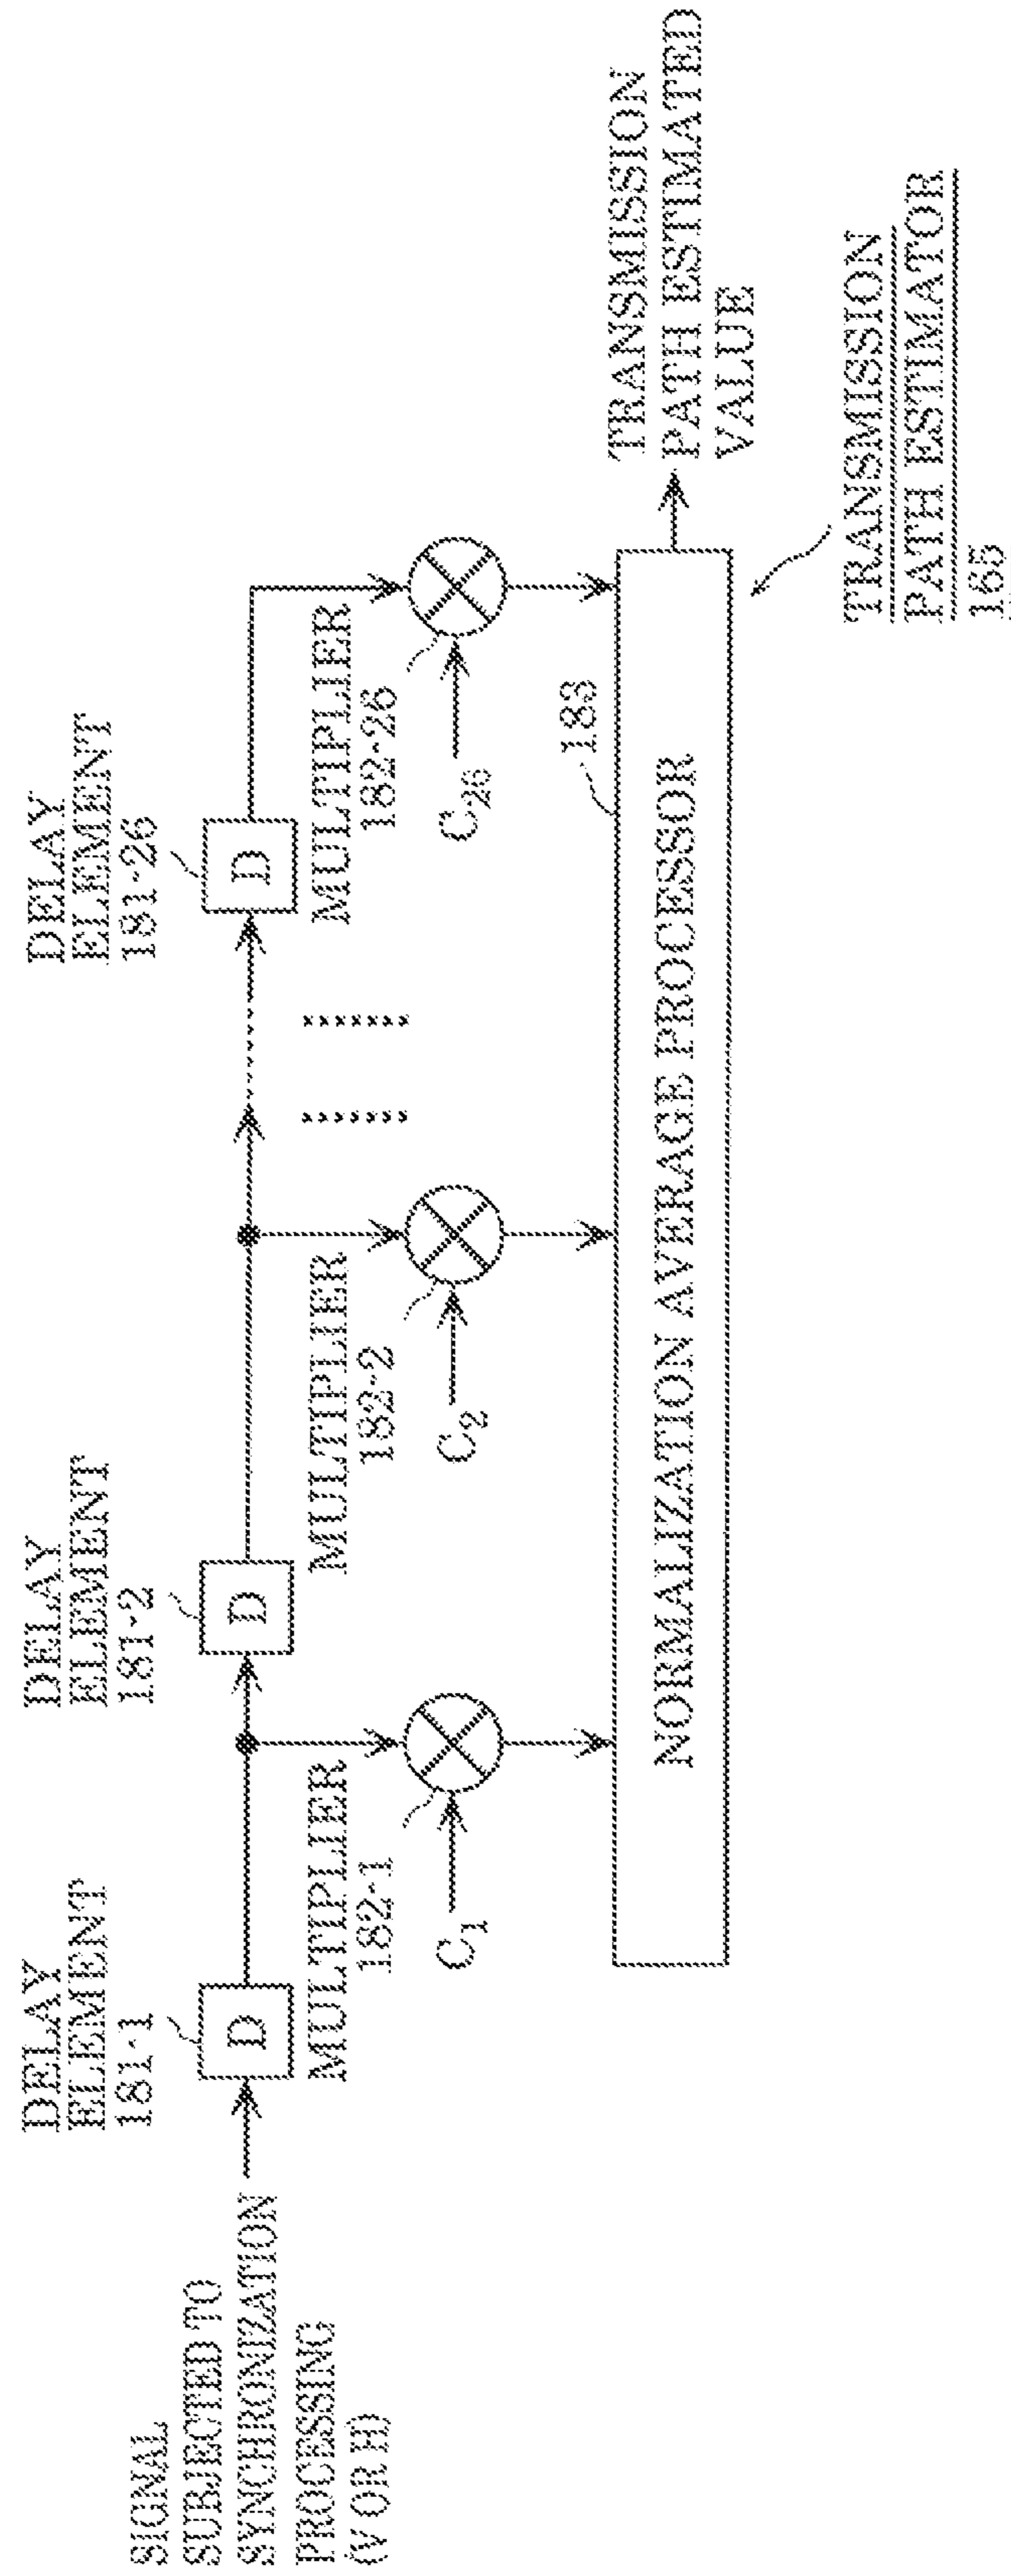 SIGNAL
SUBJECTED TO
SYNCHRONIZATION
PROCESSING
(V OR H)
DELAY
ELEMENT
181-1
D
DELAY
ELEMENT
181-2
D
DELAY
ELEMENT
181-26
D
MULTIPLIER
182-1
C1
MULTIPLIER
182-2
C2
MULTIPLIER
182-26
C26
183
NORMALIZATION AVERAGE PROCESSOR
TRANSMISSION
PATH ESTIMATED
VALUE
TRANSMISSION
PATH ESTIMATOR
165